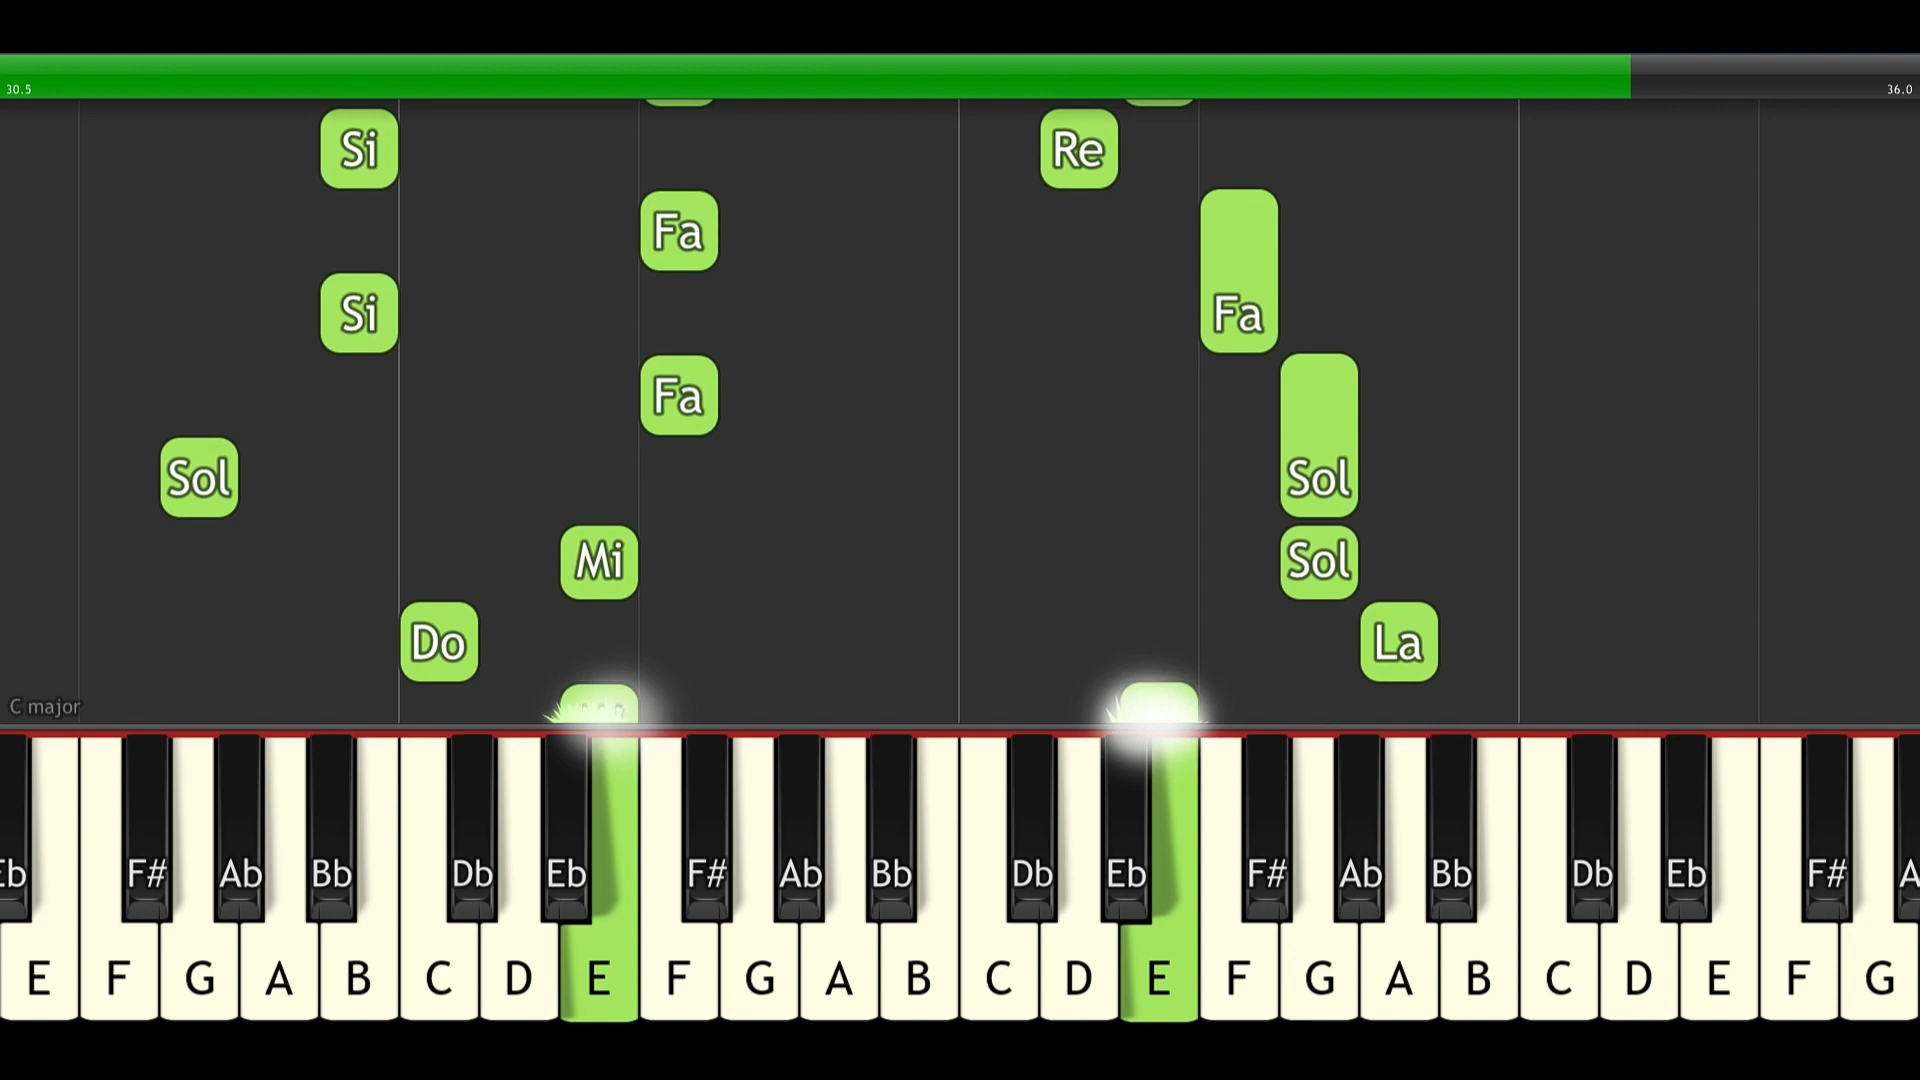 30.5
36.0
Si
Re
Fa
Si
Fa
Fa
Sol
Sol
Mi
Sol
Do
La
C major
Eb F# Ab Bb Db Eb F# Ab Bb Db Eb F# Ab Bb Db Eb F# A
E F G A B C D E F G A B C D E F G A B C D E F G